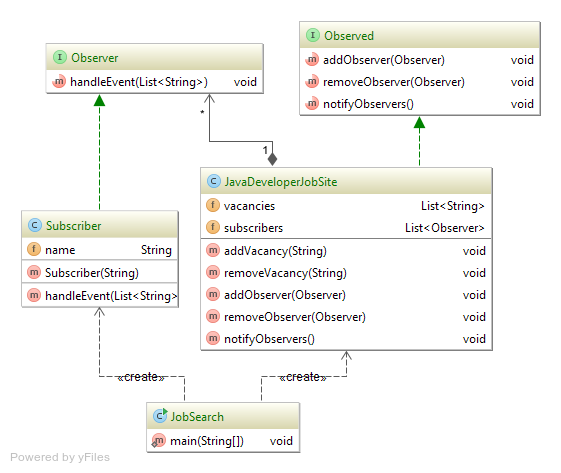 I Observer
m handleEvent(List<String>) void
I Observed
m addObserver(Observer) void
m removeObserver(Observer) void
m notifyObservers() void
*
1
C JavaDeveloperJobSite
f vacancies List<String>
f subscribers List<Observer>
m addVacancy(String) void
m removeVacancy(String) void
m addObserver(Observer) void
m removeObserver(Observer) void
m notifyObservers() void
C Subscriber
f name String
m Subscriber(String)
m handleEvent(List<String>
«create»
«create»
C JobSearch
m main(String[]) void
Powered by yFiles